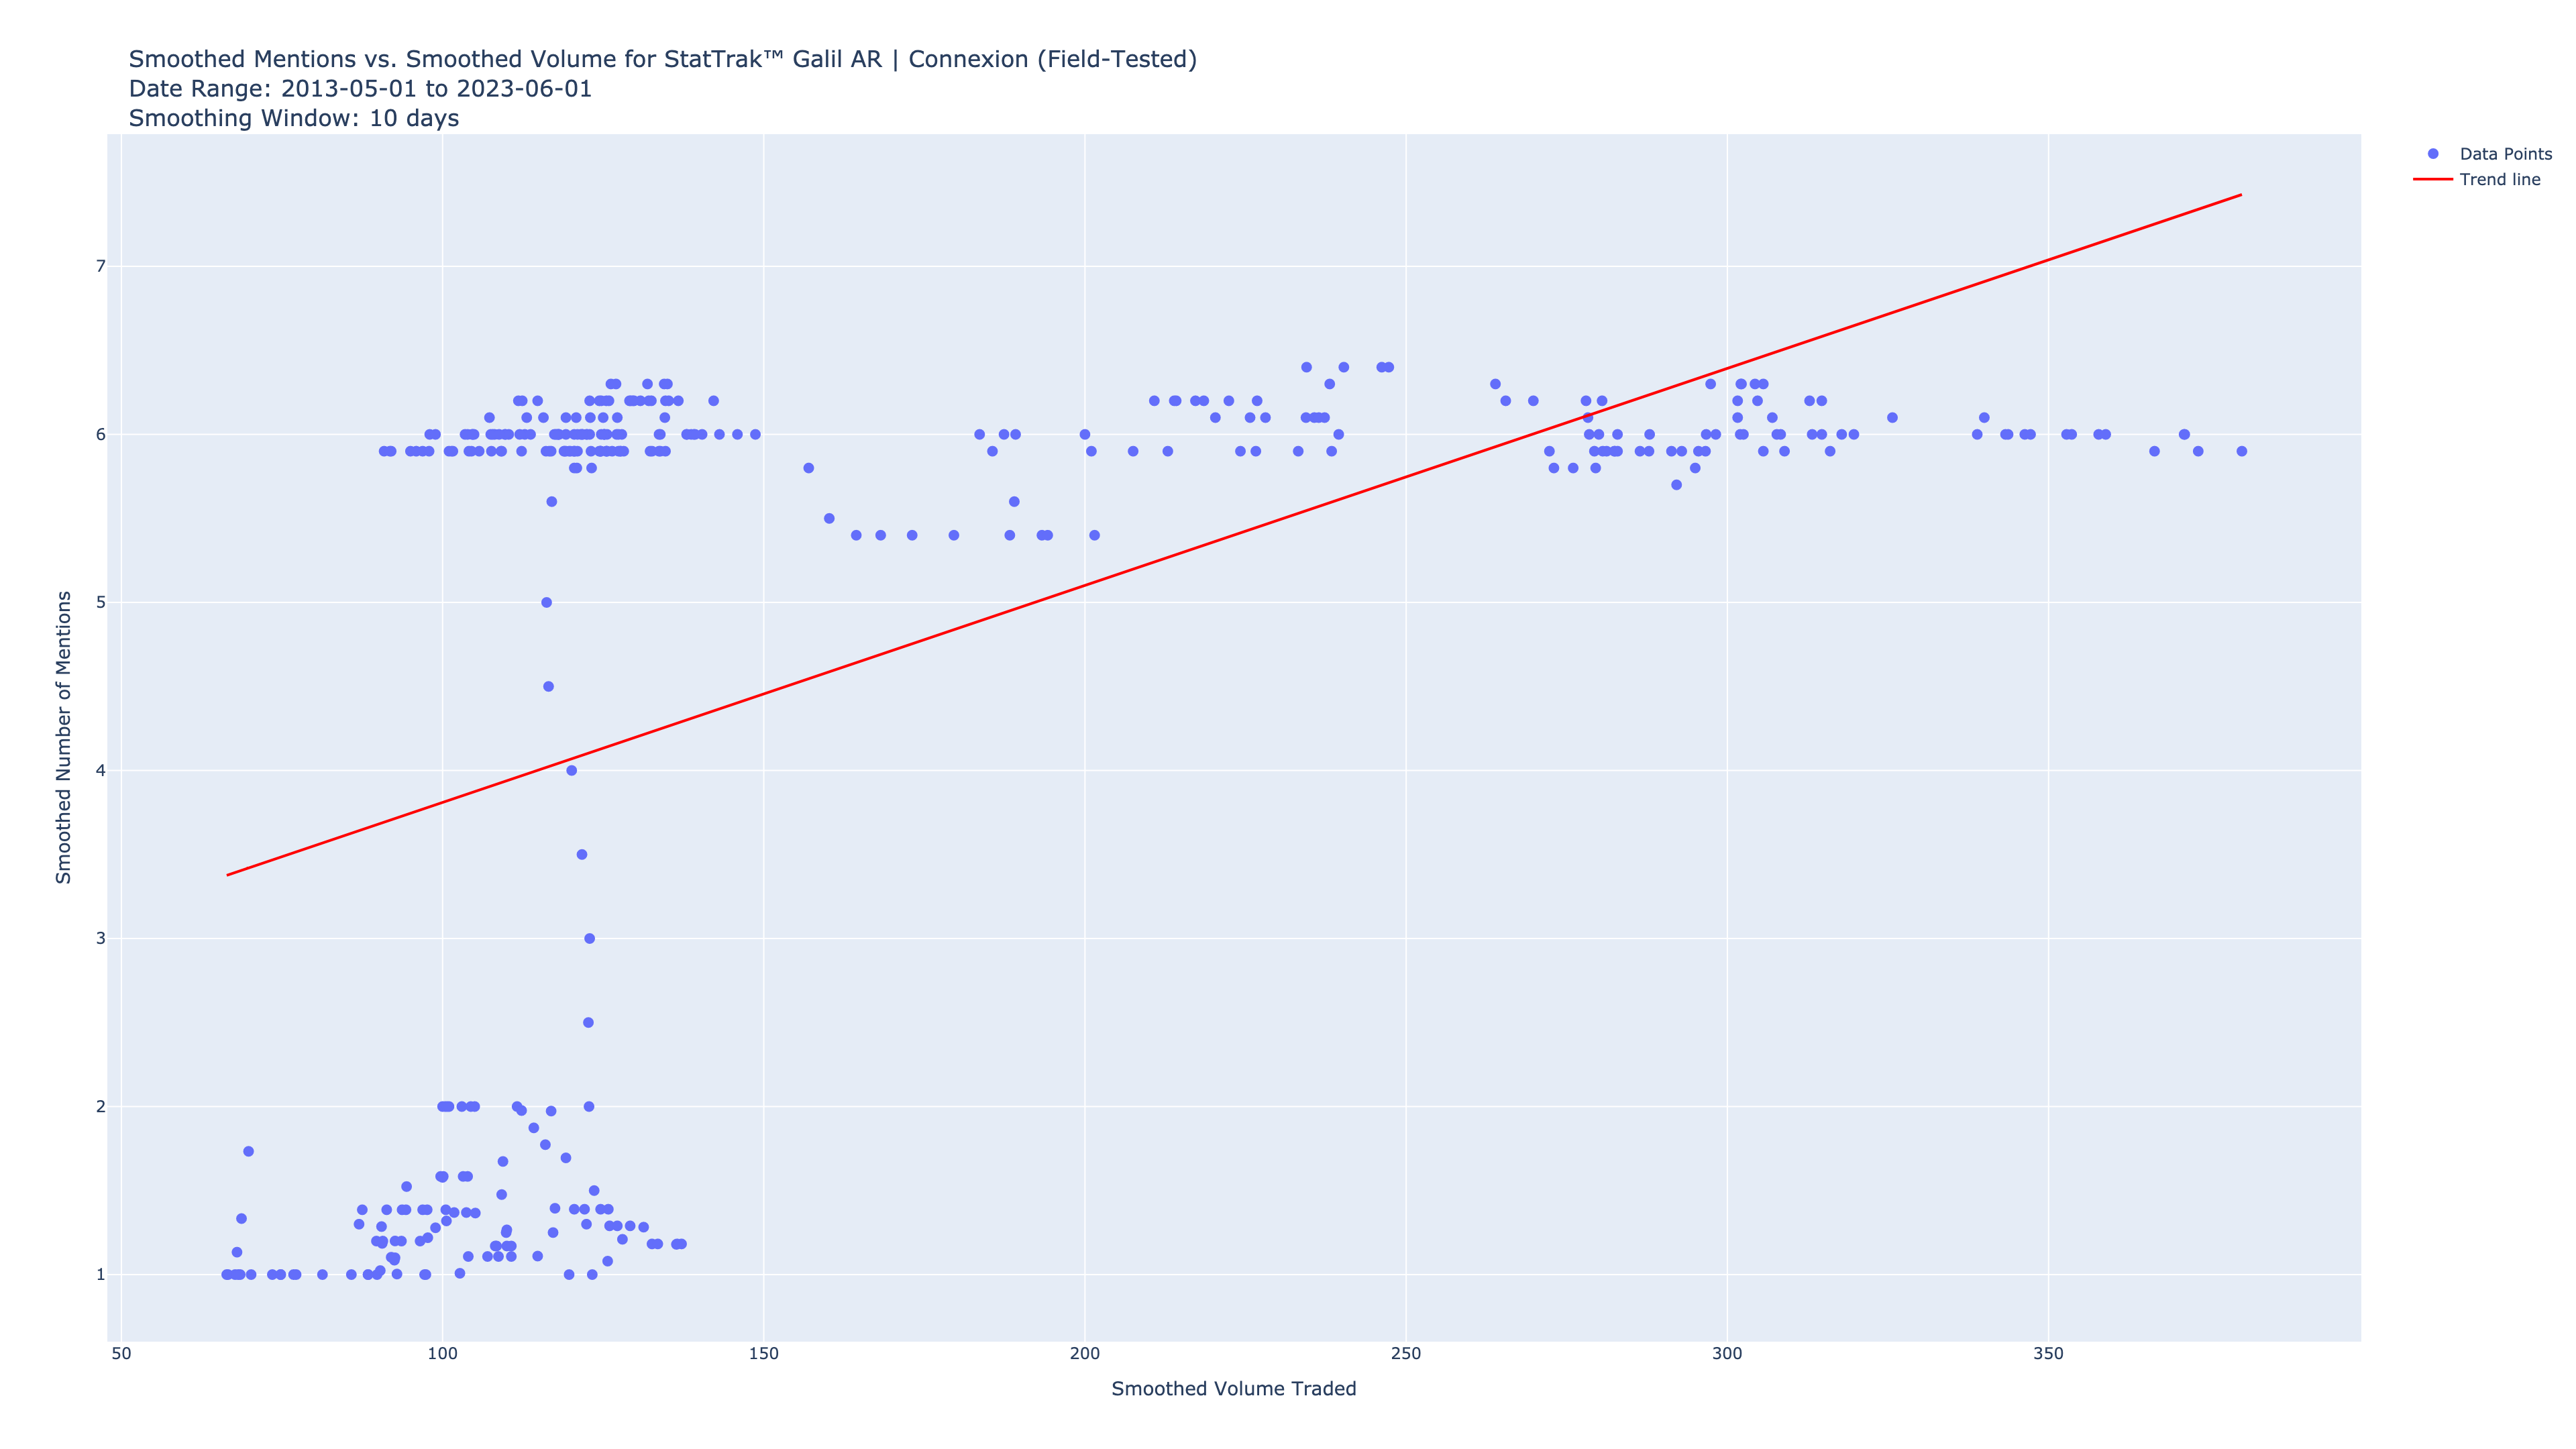 Smoothed Mentions vs. Smoothed Volume for StatTrak™ Galil AR | Connexion (Field-Tested)
Date Range: 2013-05-01 to 2023-06-01
Smoothing Window: 10 days
Data Points
Trend line
7
6
5
4
3
2
1
Smoothed Number of Mentions
50
100
150
200
250
300
350
Smoothed Volume Traded